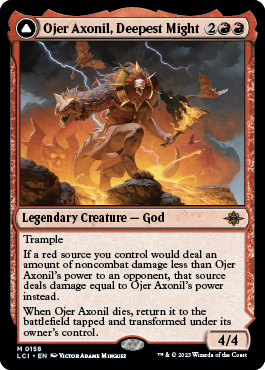 Ojer Axonil, Deepest Might 2
Legendary Creature — God
Trample
If a red source you control would deal an
amount of noncombat damage less than Ojer
Axonil's power to an opponent, that source
deals damage equal to Ojer Axonil's power
instead.
When Ojer Axonil dies, return it to the
battlefield tapped and transformed under its
owner's control.
4/4
M 0158
LCI • EN Victor Adame Minguez
™ & © 2023 Wizards of the Coast